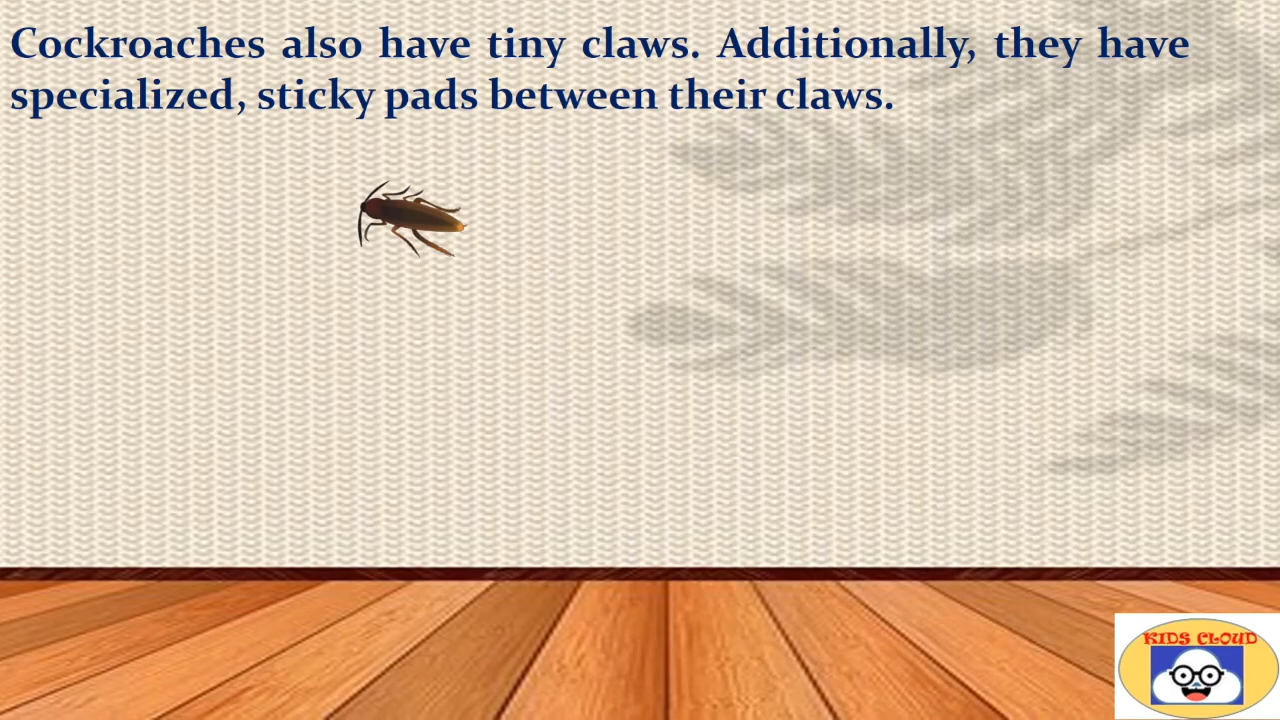 Cockroaches also have tiny claws. Additionally, they have
specialized, sticky pads between their claws.
KIDS CLOUD